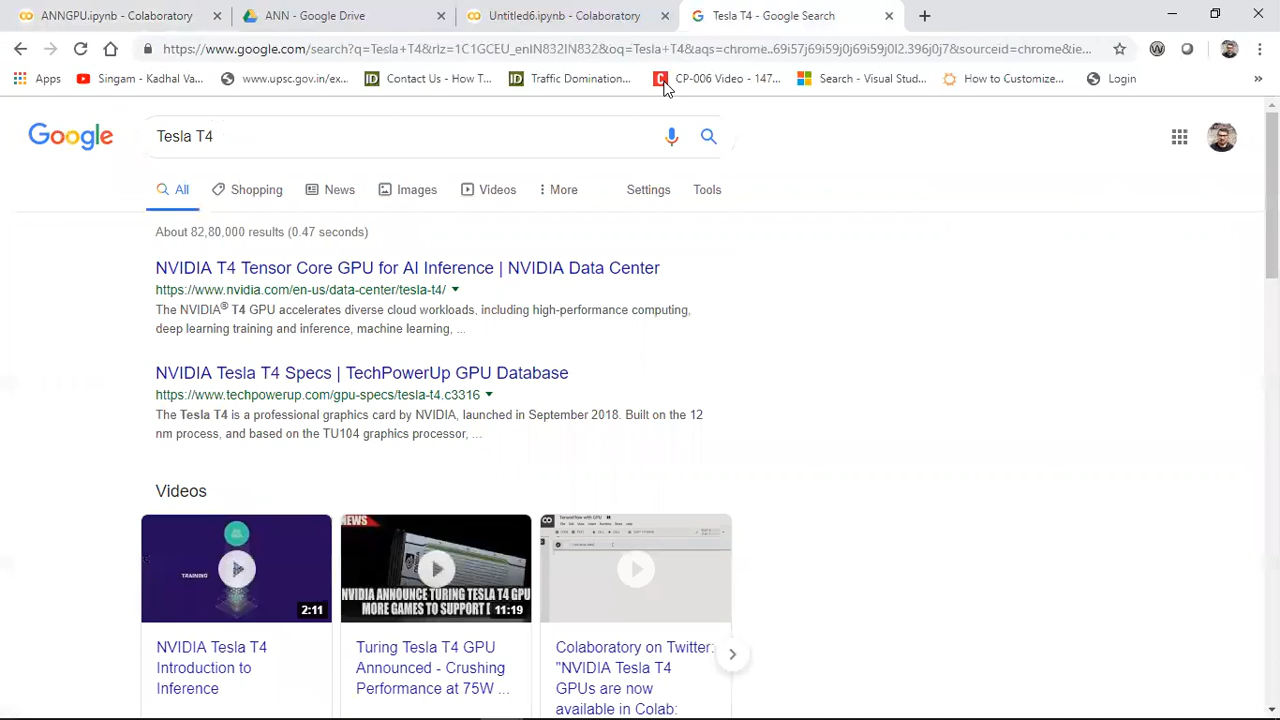 ANNGPU.ipynb - Colaboratory
ANN - Google Drive
Untitled6.ipynb - Colaboratory
Tesla T4 - Google Search
https://www.google.com/search?q=Tesla+T4&rlz=1C1GCEU_enIN832IN832&oq=Tesla+T4&aqs=chrome..69i57j69i59j0j69i59j0l2.396j0j7&sourceid=chrome&ie...
Apps
Singam - Kadhal Va...
www.upsc.gov.in/ex...
Contact Us - How T...
Traffic Domination...
CP-006 Video - 147...
Search - Visual Stud...
How to Customize...
Login
Google
Tesla T4
All
Shopping
News
Images
Videos
More
Settings
Tools
About 82,80,000 results (0.47 seconds)
NVIDIA T4 Tensor Core GPU for AI Inference | NVIDIA Data Center
https://www.nvidia.com/en-us/data-center/tesla-t4/
The NVIDIA® T4 GPU accelerates diverse cloud workloads, including high-performance computing,
deep learning training and inference, machine learning, ...
NVIDIA Tesla T4 Specs | TechPowerUp GPU Database
https://www.techpowerup.com/gpu-specs/tesla-t4.c3316
The Tesla T4 is a professional graphics card by NVIDIA, launched in September 2018. Built on the 12
nm process, and based on the TU104 graphics processor, ...
Videos
TRAINING
2:11
NVIDIA ANNOUNCE TURING TESLA T4 GPU
MORE GAMES TO SUPPORT
11:19
NVIDIA Tesla T4
Introduction to
Inference
Turing Tesla T4 GPU
Announced - Crushing
Performance at 75W ...
Colaboratory on Twitter:
"NVIDIA Tesla T4
GPUs are now
available in Colab: